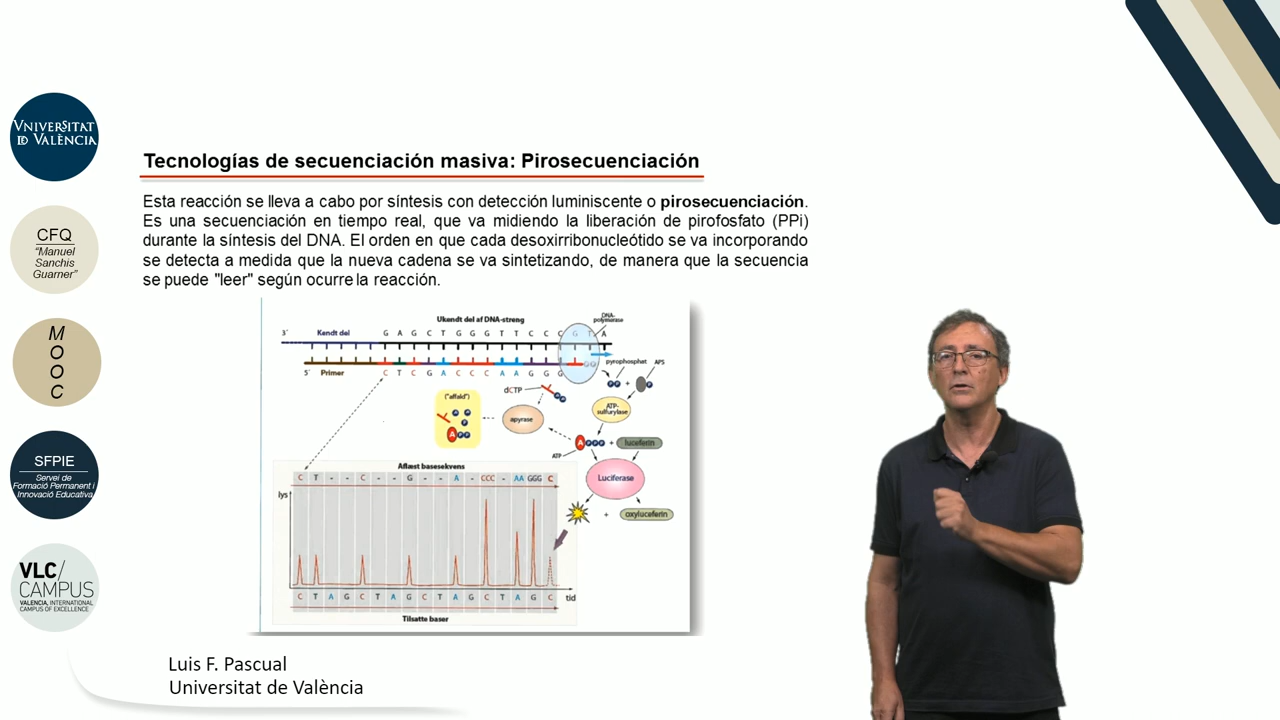 VNIVERSITAT
ID VALÈNCIA
CFQ
“Manuel
Sanchis
Guarner”
M
O
O
C
SFPIE
Servei de
Formació Permanent i
Innovació Educativa
VLC/
CAMPUS
VALENCIA, INTERNATIONAL
CAMPUS OF EXCELLENCE
Tecnologías de secuenciación masiva: Pirosecuenciación
Esta reacción se lleva a cabo por síntesis con detección luminiscente o pirosecuenciación.
Es una secuenciación en tiempo real, que va midiendo la liberación de pirofosfato (PPi)
durante la síntesis del DNA. El orden en que cada desoxirribonucleótido se va incorporando
se detecta a medida que la nueva cadena se va sintetizando, de manera que la secuencia
se puede "leer" según ocurre la reacción.
Ukendt del af DNA-streng
DNA-
polymerase
3´ Kendt del G A G C T G G G T T C C C G T A
5´ Primer C T C G A C C C A A G G G
pyrophosphat APS
dCTP
("affald")
apyrase
ATP-
sulfurylase
A P P P + luceferin
ATP
Luciferase
+ oxyluceferin
Aflæst basesekvens
C T - - C - - G - - A - CCC - AA GGG C
lys
C T A G C T A G C T A G C T A G C tid
Tilsatte baser
Luis F. Pascual
Universitat de València